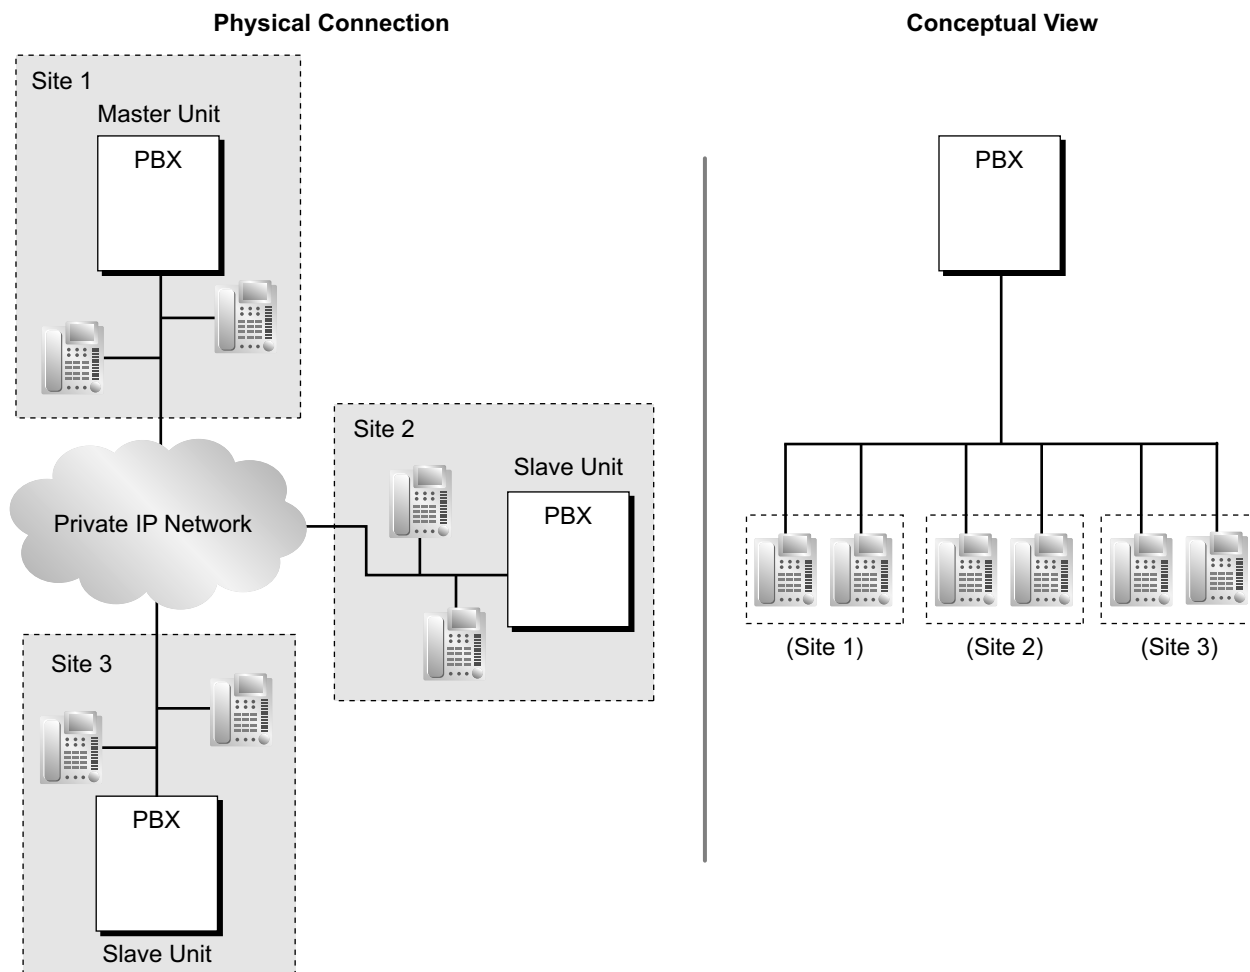 Physical Connection
Conceptual View
Site 1
Master Unit
PBX
PBX
Site 2
Slave Unit
PBX
Private IP Network
(Site 1)
(Site 2)
(Site 3)
Site 3
PBX
Slave Unit